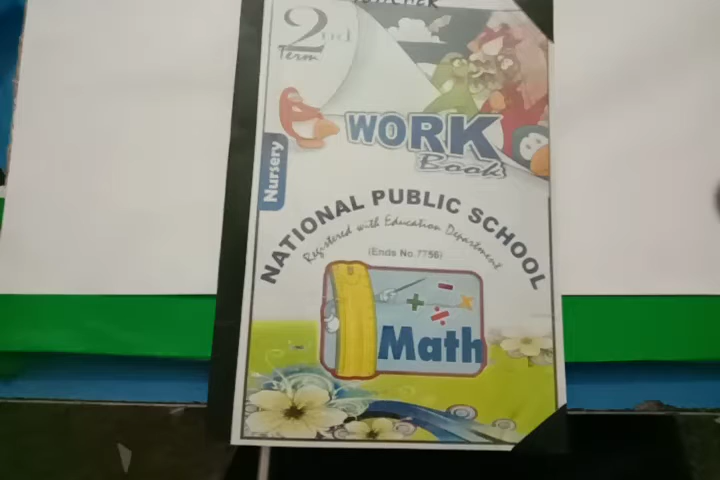 2nd
Term
WORK
Book
Nursery
NATIONAL PUBLIC SCHOOL
Registered with Education Department
(Ends No.7756)
Math